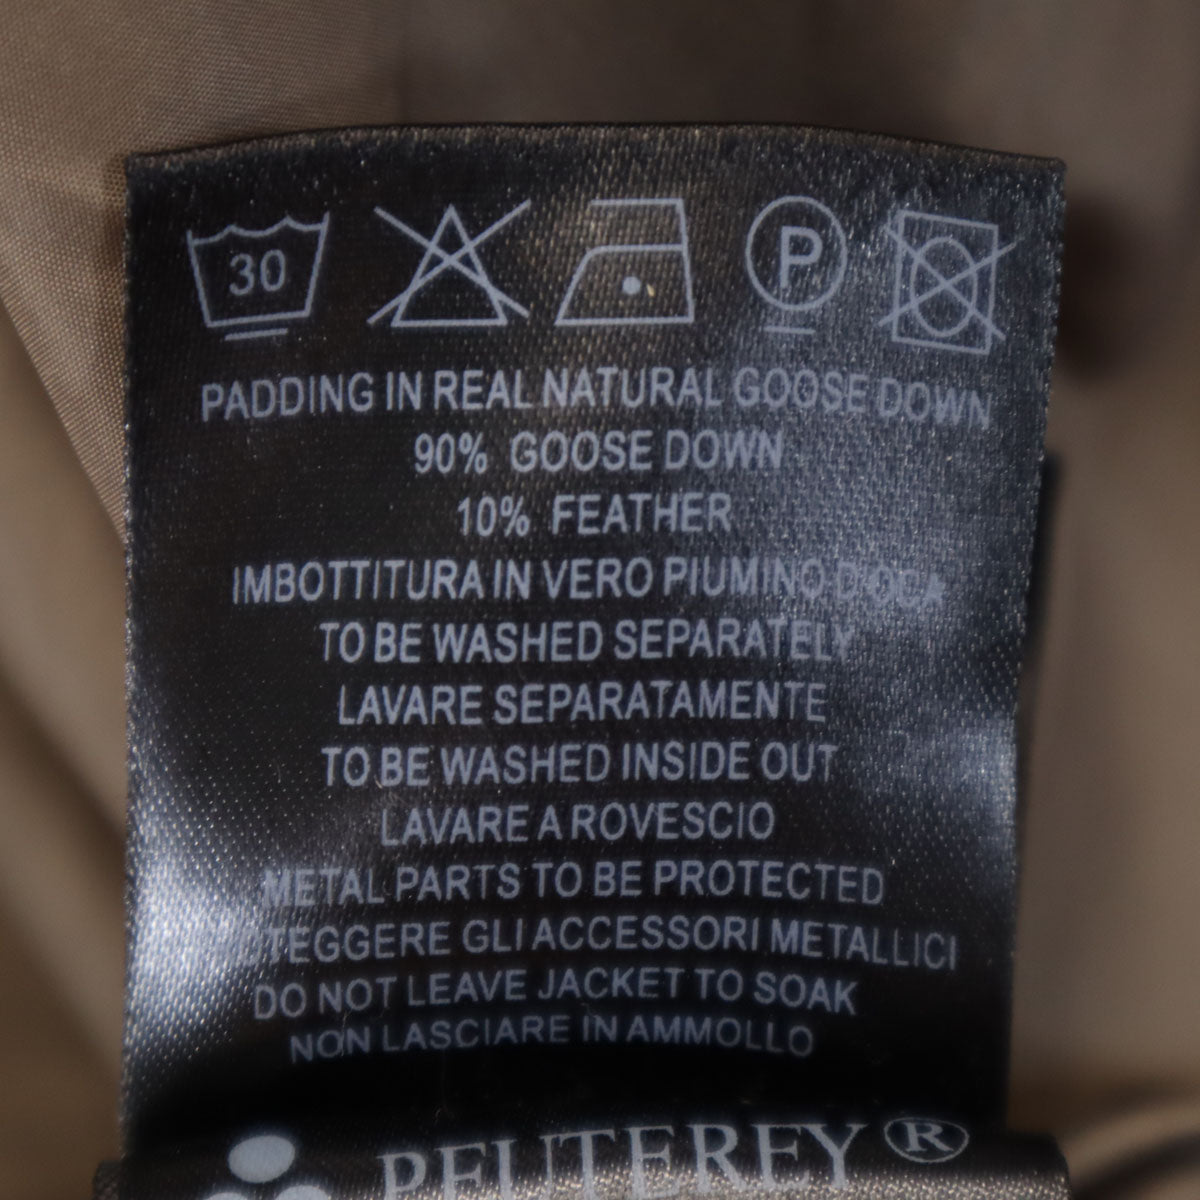 30 P
PADDING IN REAL NATURAL GOOSE DOWN
90% GOOSE DOWN
10% FEATHER
IMBOTTITURA IN VERO PIUMINO D'OCA
TO BE WASHED SEPARATELY
LAVARE SEPARATAMENTE
TO BE WASHED INSIDE OUT
LAVARE A ROVESCIO
METAL PARTS TO BE PROTECTED
GLI ACCESSORI METALLICI
DO NOT LEAVE JACKET TO SOAK
NON LASCIARE IN AMMOLLO
PEUTEREY®